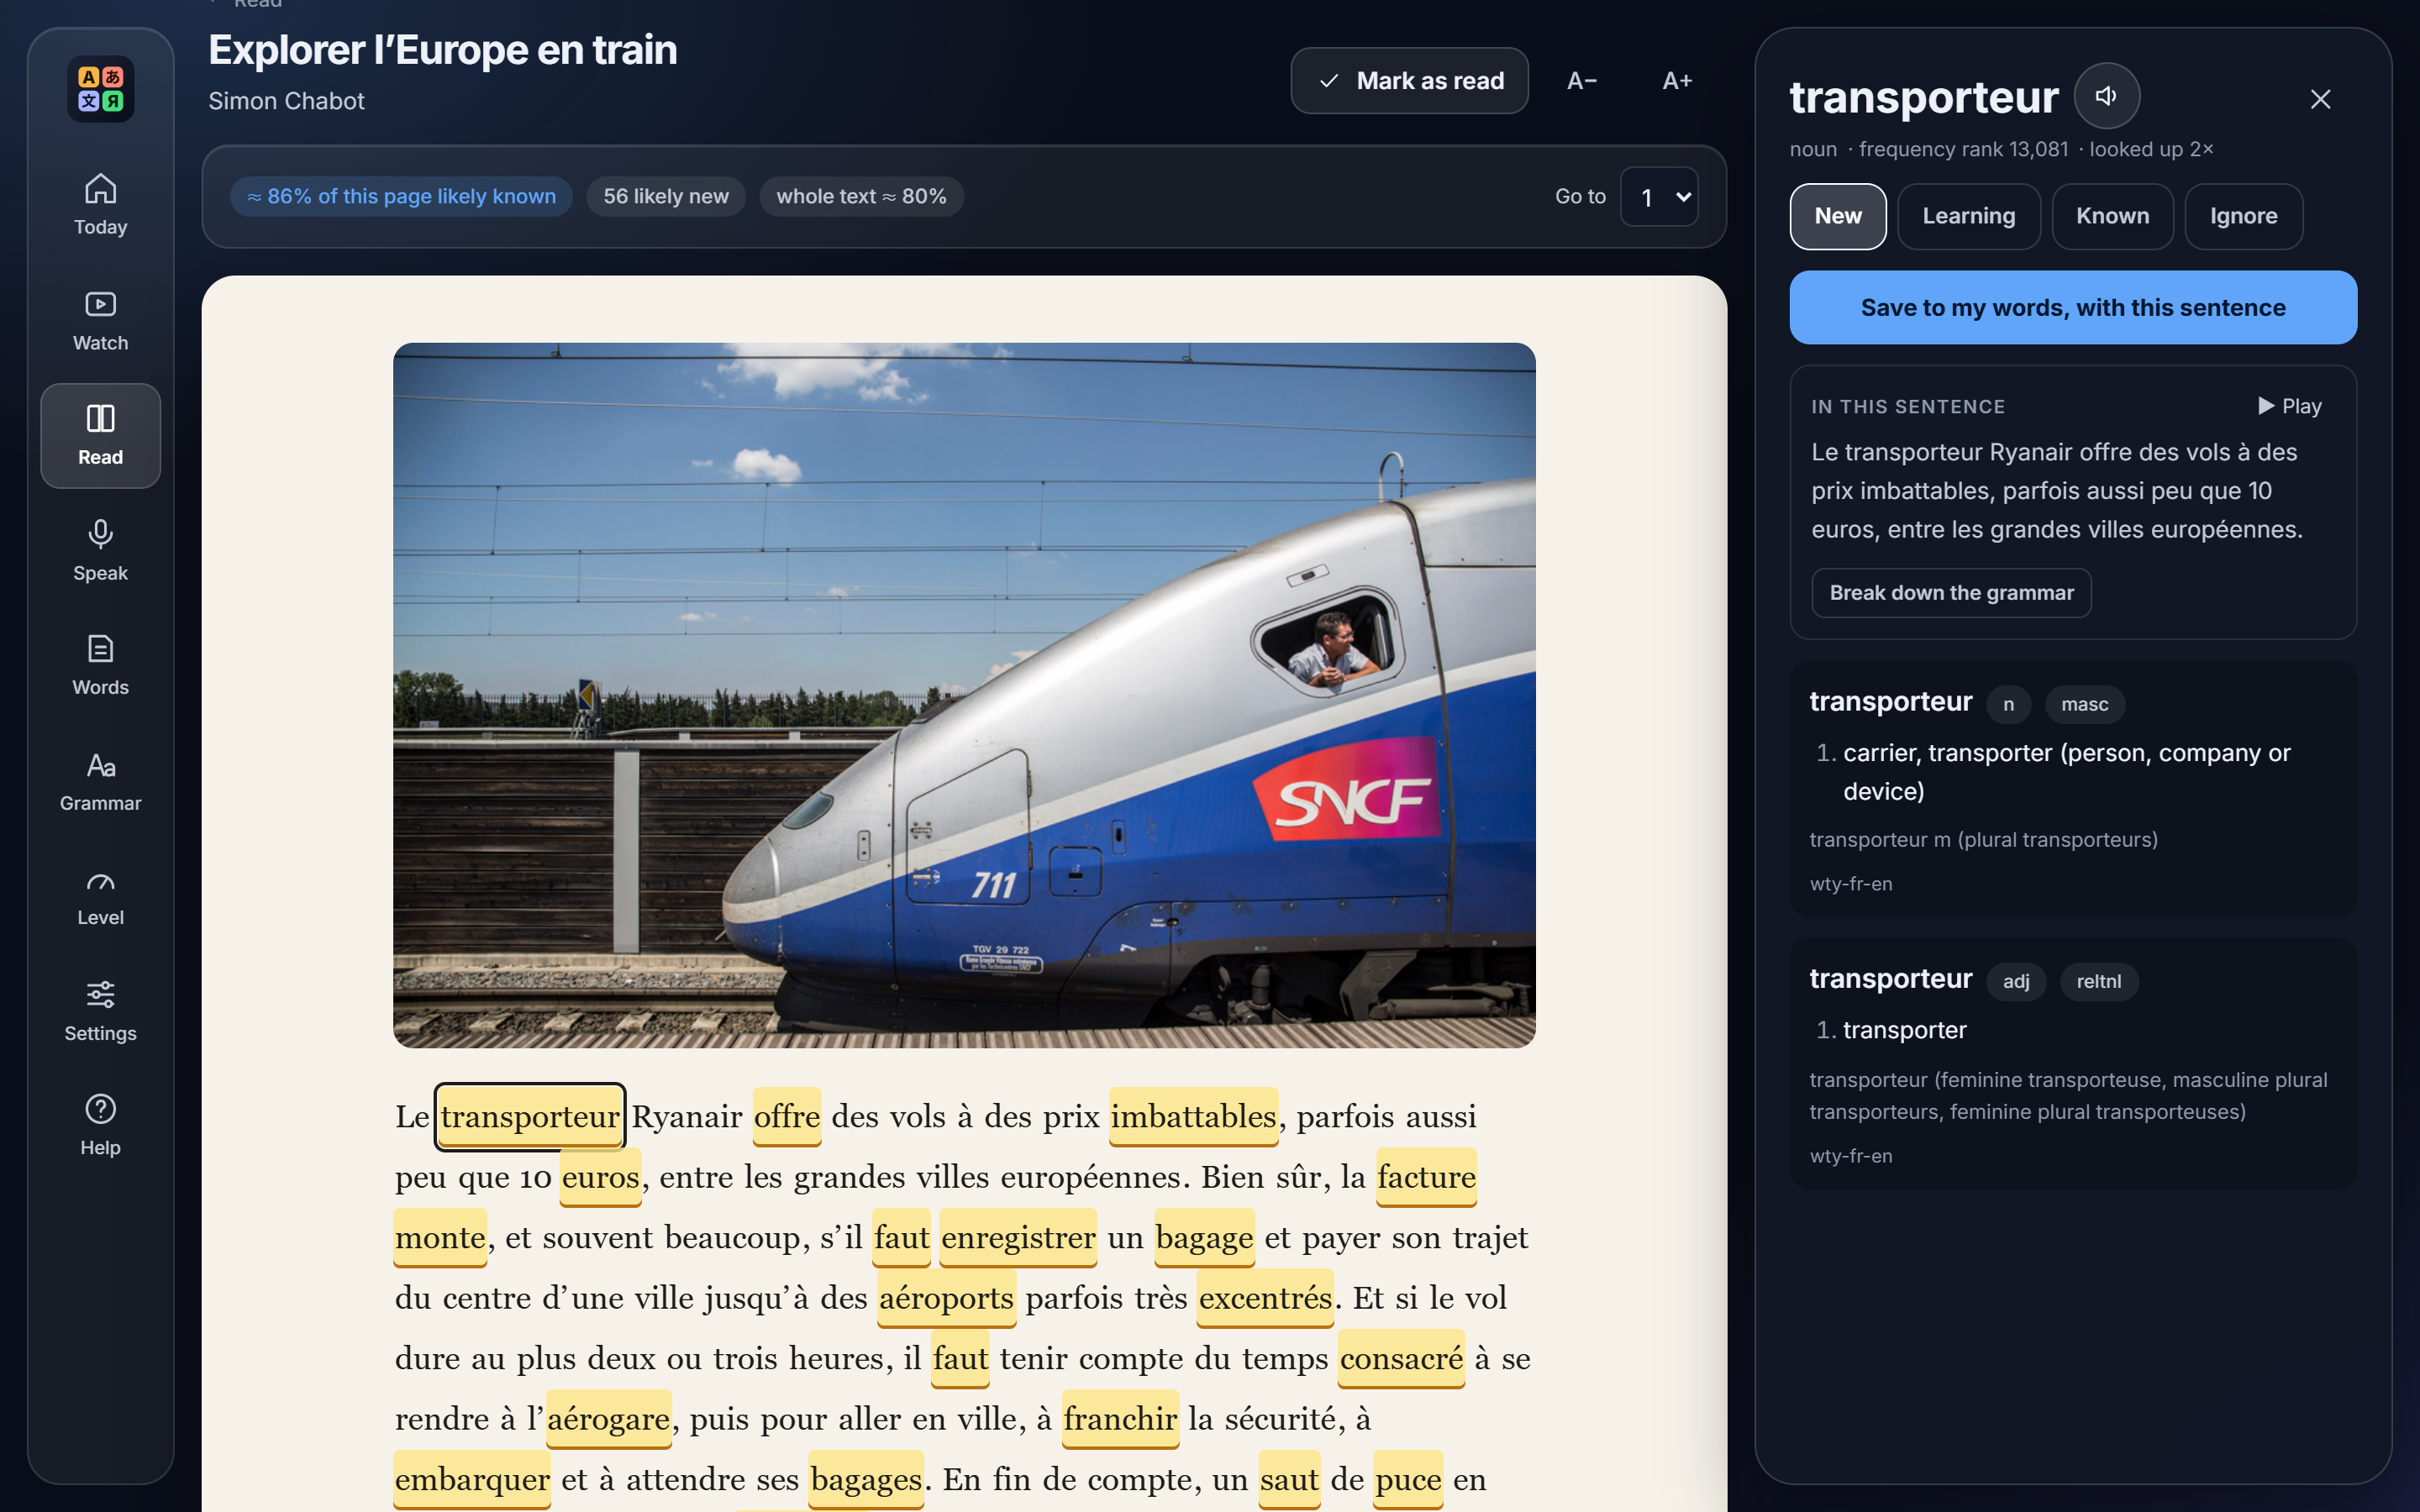 Read
Explorer l’Europe en train
Simon Chabot
Mark as read
A−
A+
≈ 86% of this page likely known
56 likely new
whole text ≈ 80%
Go to
1
A あ
文 Я
Today
Watch
Read
Speak
Words
Grammar
Level
Settings
Help
SNCF
711
TGV 29 722
Le transporteur Ryanair offre des vols à des prix imbattables, parfois aussi
peu que 10 euros, entre les grandes villes européennes. Bien sûr, la facture
monte, et souvent beaucoup, s’il faut enregistrer un bagage et payer son trajet
du centre d’une ville jusqu’à des aéroports parfois très excentrés. Et si le vol
dure au plus deux ou trois heures, il faut tenir compte du temps consacré à se
rendre à l’aérogare, puis pour aller en ville, à franchir la sécurité, à
embarquer et à attendre ses bagages. En fin de compte, un saut de puce en
transporteur
noun · frequency rank 13,081 · looked up 2×
New
Learning
Known
Ignore
Save to my words, with this sentence
IN THIS SENTENCE
Play
Le transporteur Ryanair offre des vols à des
prix imbattables, parfois aussi peu que 10
euros, entre les grandes villes européennes.
Break down the grammar
transporteur n masc
1. carrier, transporter (person, company or
device)
transporteur m (plural transporteurs)
wty-fr-en
transporteur adj reltnl
1. transporter
transporteur (feminine transporteuse, masculine plural
transporteurs, feminine plural transporteuses)
wty-fr-en